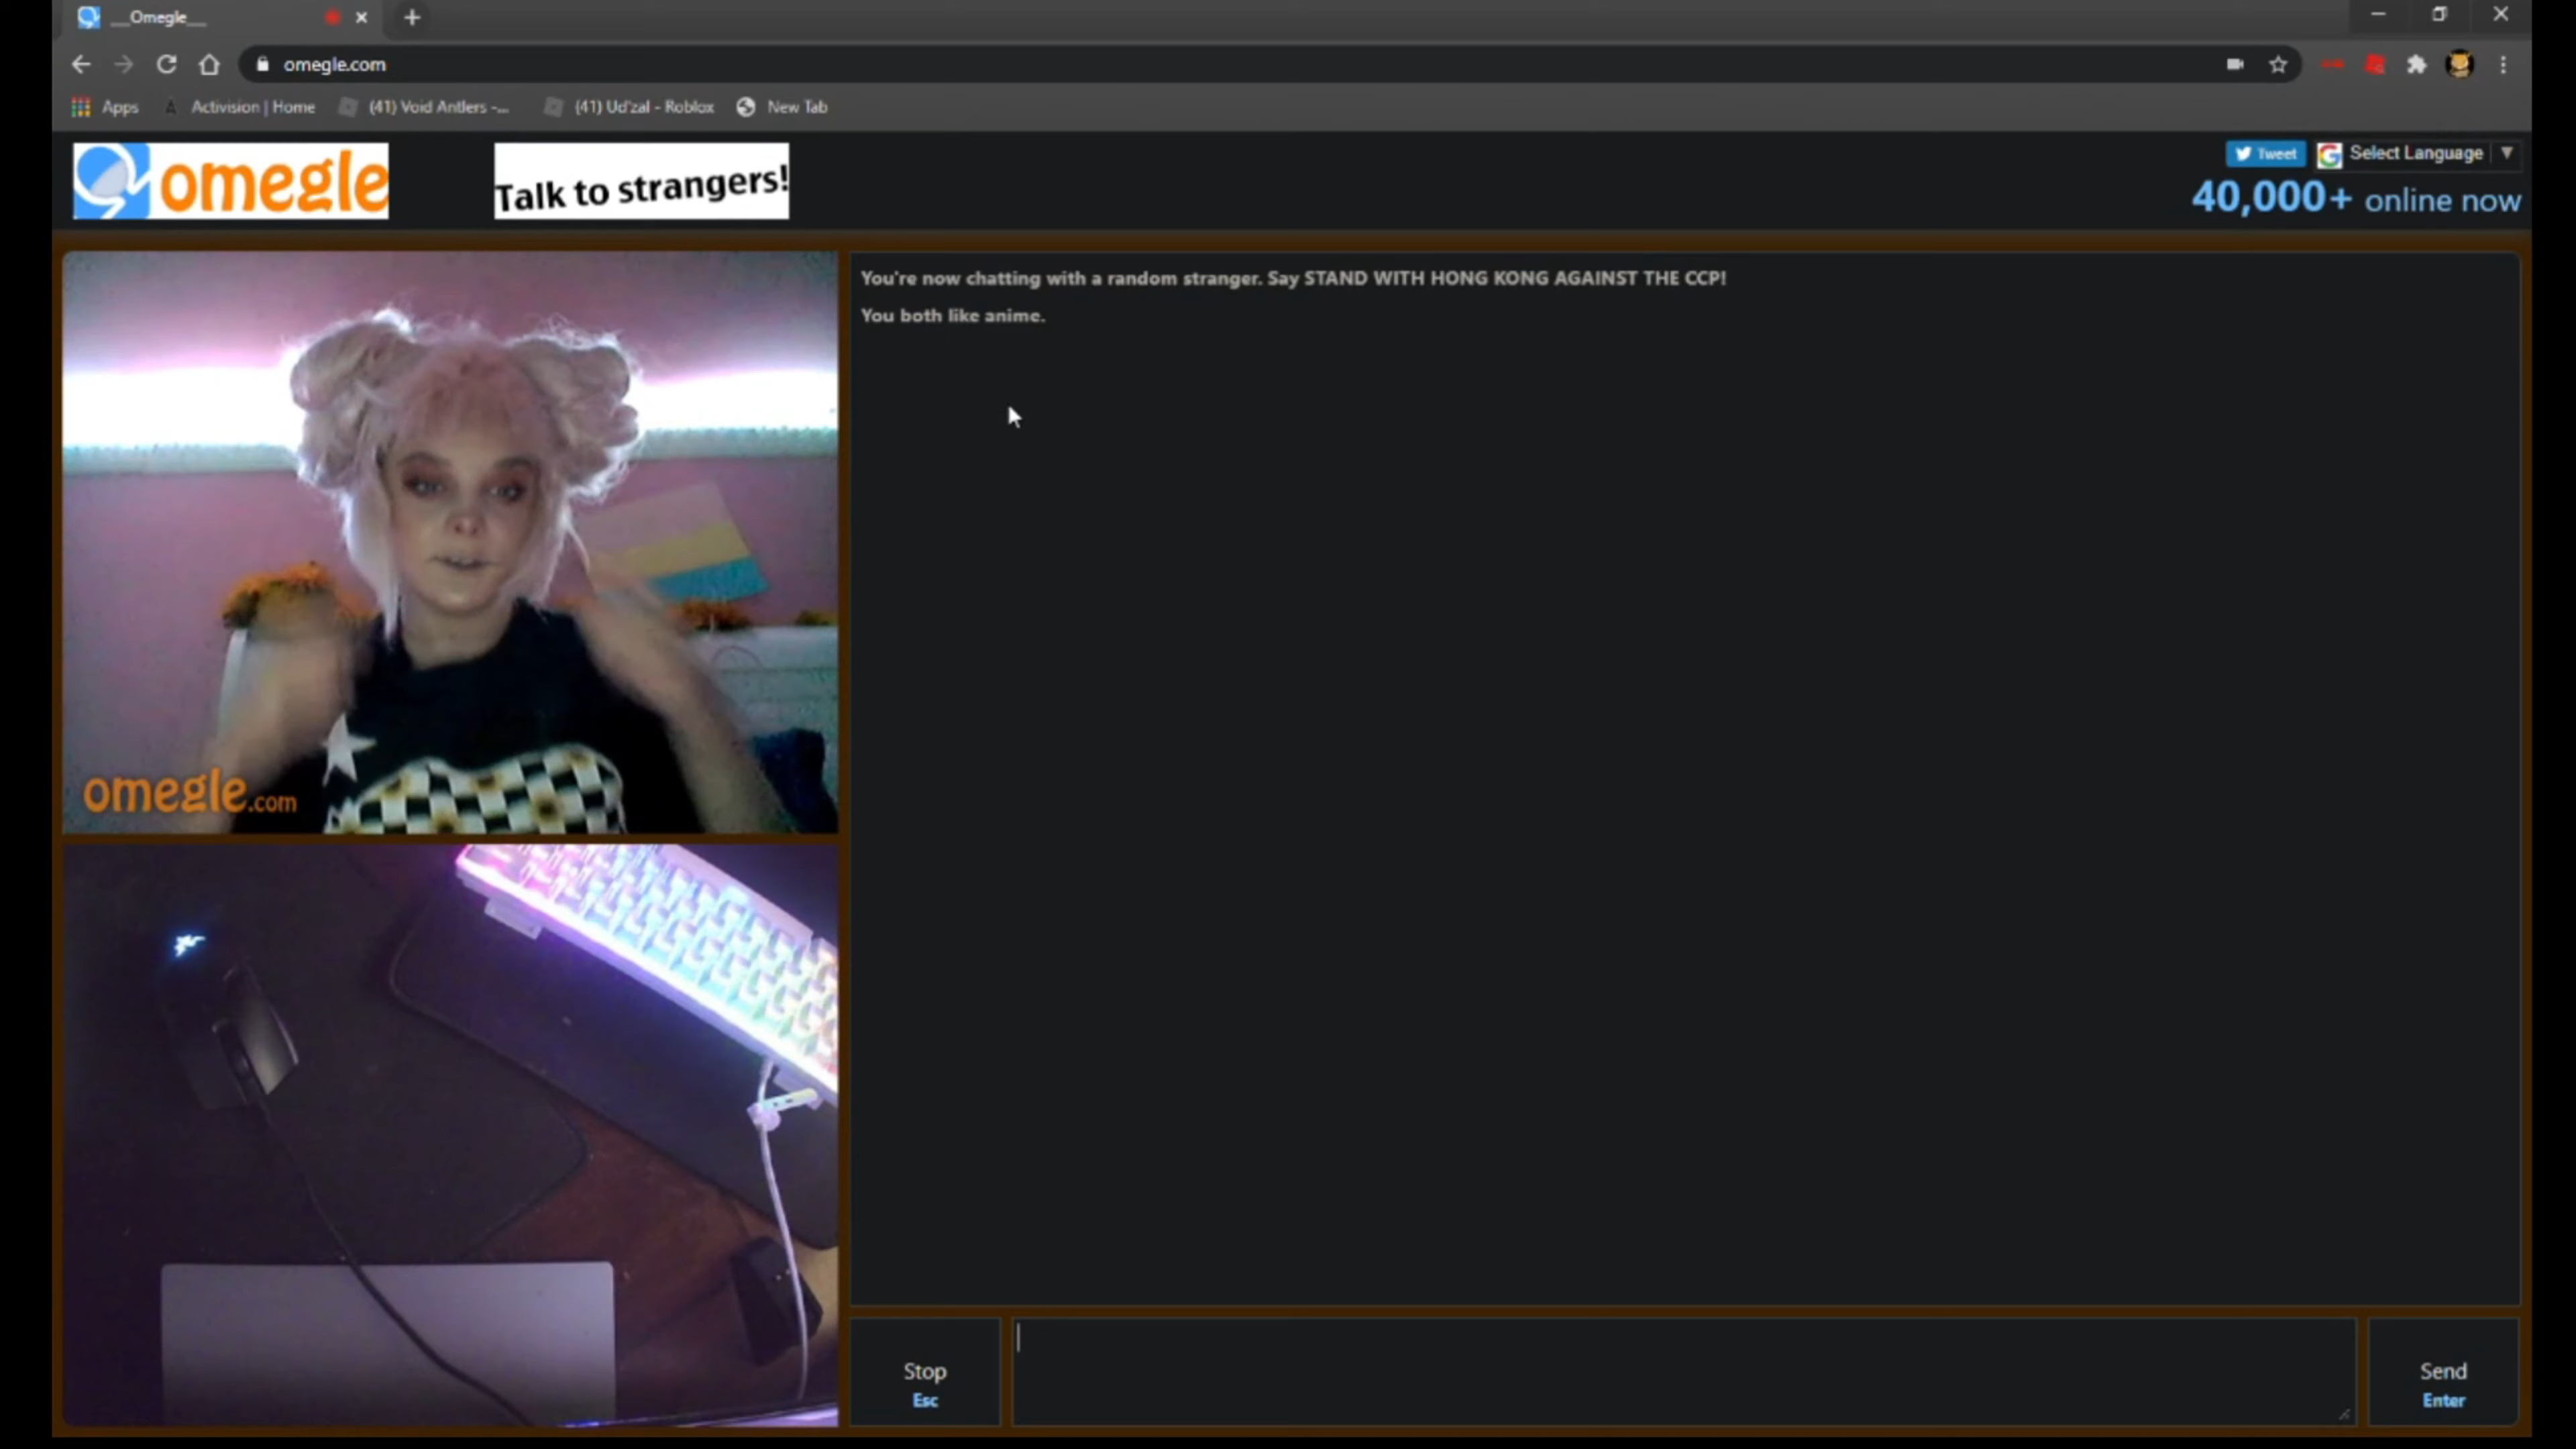 __Omegle__
omegle.com
Apps
Activision | Home
(41) Void Antlers -...
(41) Ud'zal - Roblox
New Tab
omegle
Talk to strangers!
Tweet
Select Language
40,000+ online now
You're now chatting with a random stranger. Say STAND WITH HONG KONG AGAINST THE CCP!
You both like anime.
omegle.com
Stop
Esc
Send
Enter